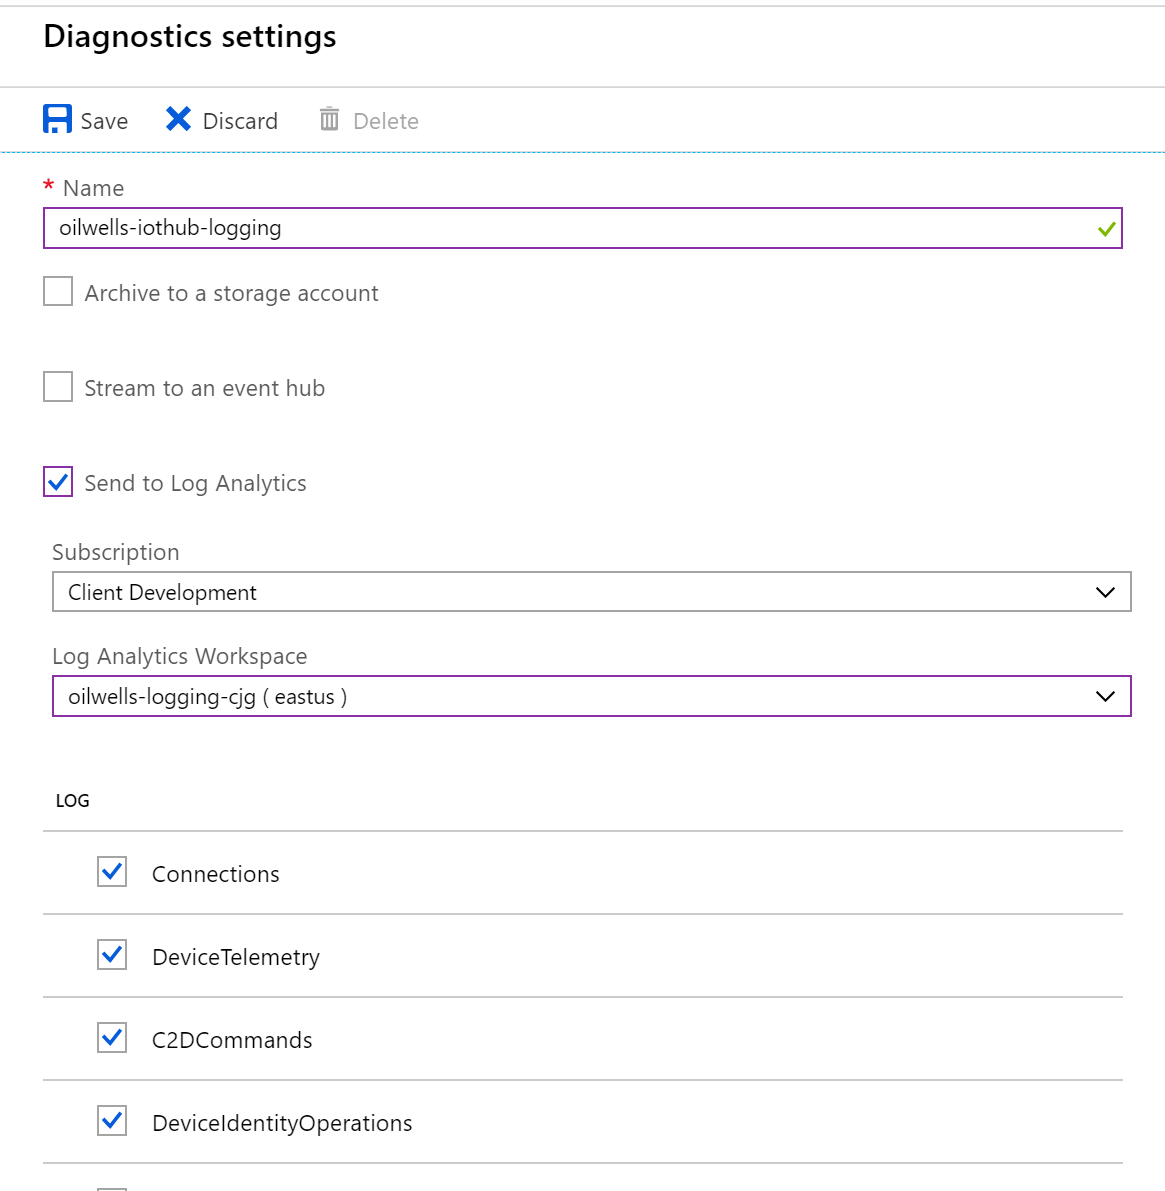 Diagnostics settings
Save Discard Delete
* Name
oilwells-iothub-logging
Archive to a storage account
Stream to an event hub
Send to Log Analytics
Subscription
Client Development
Log Analytics Workspace
oilwells-logging-cjg ( eastus )
LOG
Connections
DeviceTelemetry
C2DCommands
DeviceIdentityOperations